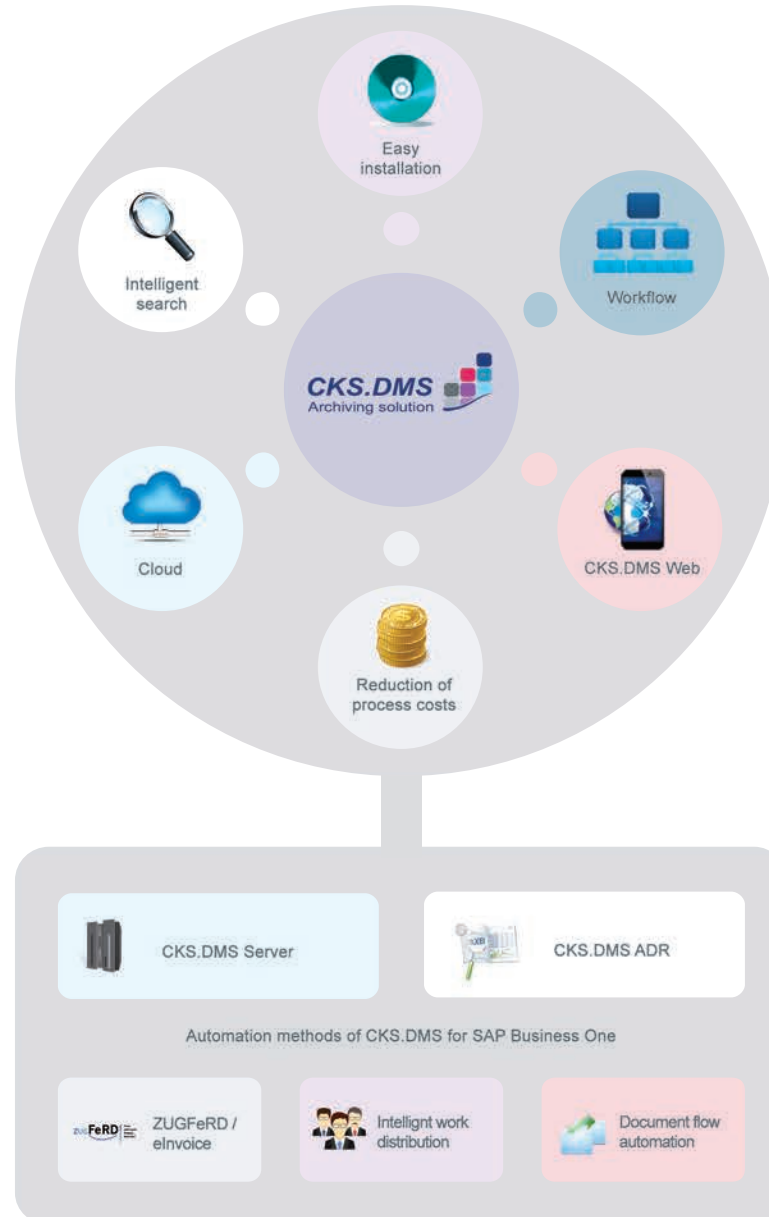 Easy
installation
Intelligent
search
Workflow
CKS.DMS
Archiving solution
Cloud
CKS.DMS Web
Reduction of
process costs
CKS.DMS Server
CKS.DMS ADR
Automation methods of CKS.DMS for SAP Business One
ZUGFeRD
ZUGFeRD /
eInvoice
Intellignt work
distribution
Document flow
automation